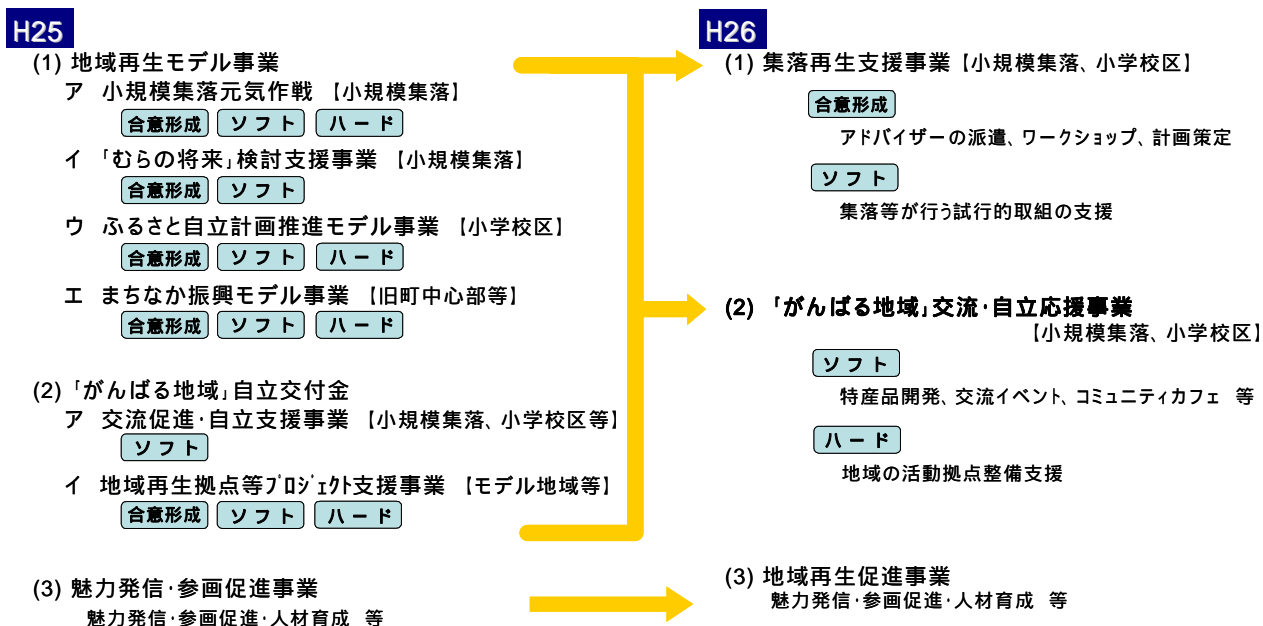 H25
(1) 地域再生モデル事業
ア 小規模集落元気作戦 【小規模集落】
合意形成 ソフト ハード
イ 「むらの将来」検討支援事業 【小規模集落】
合意形成 ソフト
ウ ふるさと自立計画推進モデル事業 【小学校区】
合意形成 ソフト ハード
エ まちなか振興モデル事業 【旧町中心部等】
合意形成 ソフト ハード
(2)「がんばる地域」自立交付金
ア 交流促進・自立支援事業 【小規模集落、小学校区等】
ソフト
イ 地域再生拠点等プロジェクト支援事業 【モデル地域等】
合意形成 ソフト ハード
(3) 魅力発信・参画促進事業
魅力発信・参画促進・人材育成 等
H26
(1) 集落再生支援事業【小規模集落、小学校区】
合意形成
アドバイザーの派遣、ワークショップ、計画策定
ソフト
集落等が行う試行的取組の支援
(2) 「がんばる地域」交流・自立応援事業
【小規模集落、小学校区】
ソフト
特産品開発、交流イベント、コミュニティカフェ 等
ハード
地域の活動拠点整備支援
(3) 地域再生促進事業
魅力発信・参画促進・人材育成 等